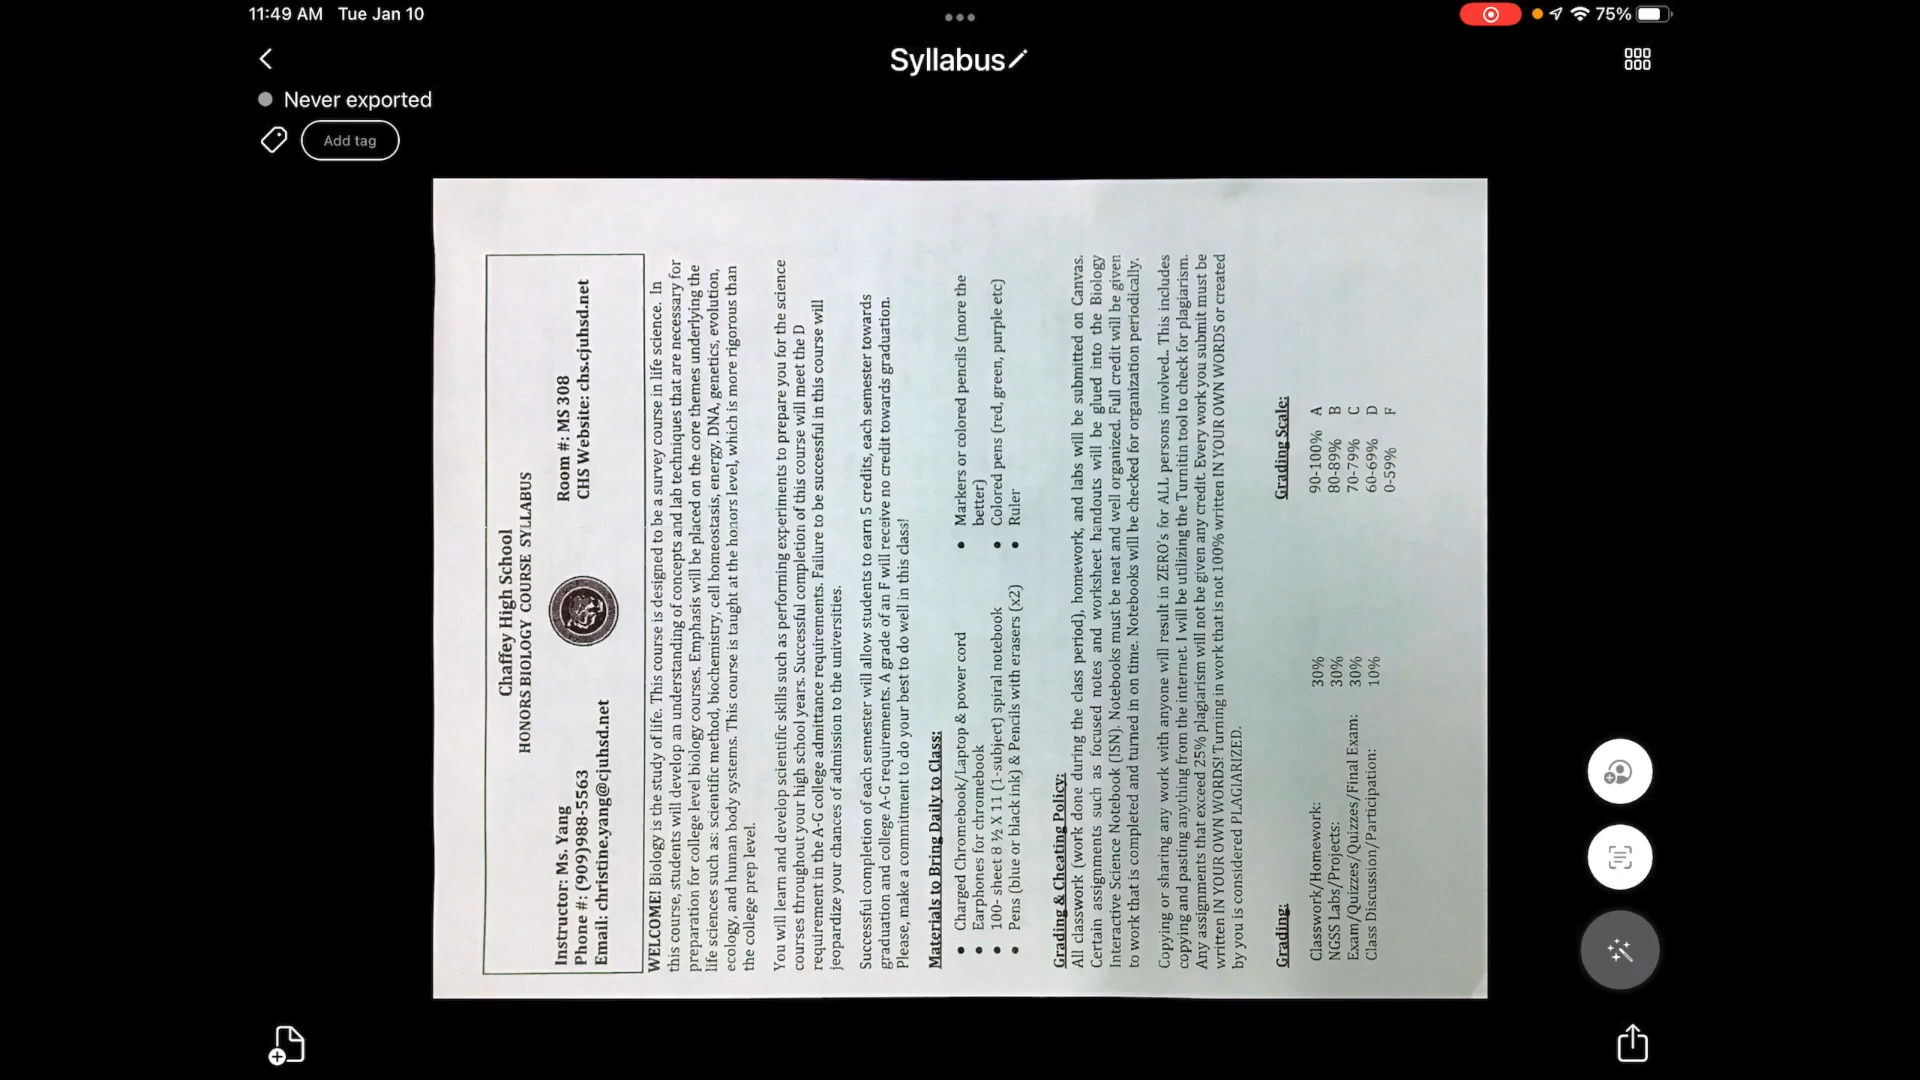 11:49 AM Tue Jan 10
75%
Syllabus
Never exported
Add tag
Chaffey High School
HONORS BIOLOGY COURSE SYLLABUS
Instructor: Ms. Yang
Phone #: (909)988-5563
Email: christine.yang@cjuhsd.net
Room #: MS 308
CHS Website: chs.cjuhsd.net
WELCOME! Biology is the study of life. This course is designed to be a survey course in life science. In
this course, students will develop an understanding of concepts and lab techniques that are necessary for
preparation for college level biology courses. Emphasis will be placed on the core themes underlying the
life sciences such as: scientific method, biochemistry, cell homeostasis, energy, DNA, genetics, evolution,
ecology, and human body systems. This course is taught at the honors level, which is more rigorous than
the college prep level.
You will learn and develop scientific skills such as performing experiments to prepare you for the science
courses throughout your high school years. Successful completion of this course will meet the D
requirement in the A-G college admittance requirements. Failure to be successful in this course will
jeopardize your chances of admission to the universities.
Successful completion of each semester will allow students to earn 5 credits, each semester towards
graduation and college A-G requirements. A grade of an F will receive no credit towards graduation.
Please, make a commitment to do your best to do well in this class!
Materials to Bring Daily to Class:
• Charged Chromebook/Laptop & power cord
• Earphones for chromebook
• 100- sheet 8 ½ X 11 (1-subject) spiral notebook
• Pens (blue or black ink) & Pencils with erasers (x2)
• Markers or colored pencils (more the
better)
• Colored pens (red, green, purple etc)
• Ruler
Grading & Cheating Policy:
All classwork (work done during the class period), homework, and labs will be submitted on Canvas.
Certain assignments such as focused notes and worksheet handouts will be glued into the Biology
Interactive Science Notebook (ISN). Notebooks must be neat and well organized. Full credit will be given
to work that is completed and turned in on time. Notebooks will be checked for organization periodically.
Copying or sharing any work with anyone will result in ZERO's for ALL persons involved.. This includes
copying and pasting anything from the internet. I will be utilizing the Turnitin tool to check for plagiarism.
Any assignments that exceed 25% plagiarism will not be given any credit. Every work you submit must be
written IN YOUR OWN WORDS! Turning in work that is not 100% written IN YOUR OWN WORDS or created
by you is considered PLAGIARIZED.
Grading:
Classwork/Homework: 30%
NGSS Labs/Projects: 30%
Exam/Quizzes/Quizzes/Final Exam: 30%
Class Discussion/Participation: 10%
Grading Scale:
90-100% A
80-89% B
70-79% C
60-69% D
0-59% F